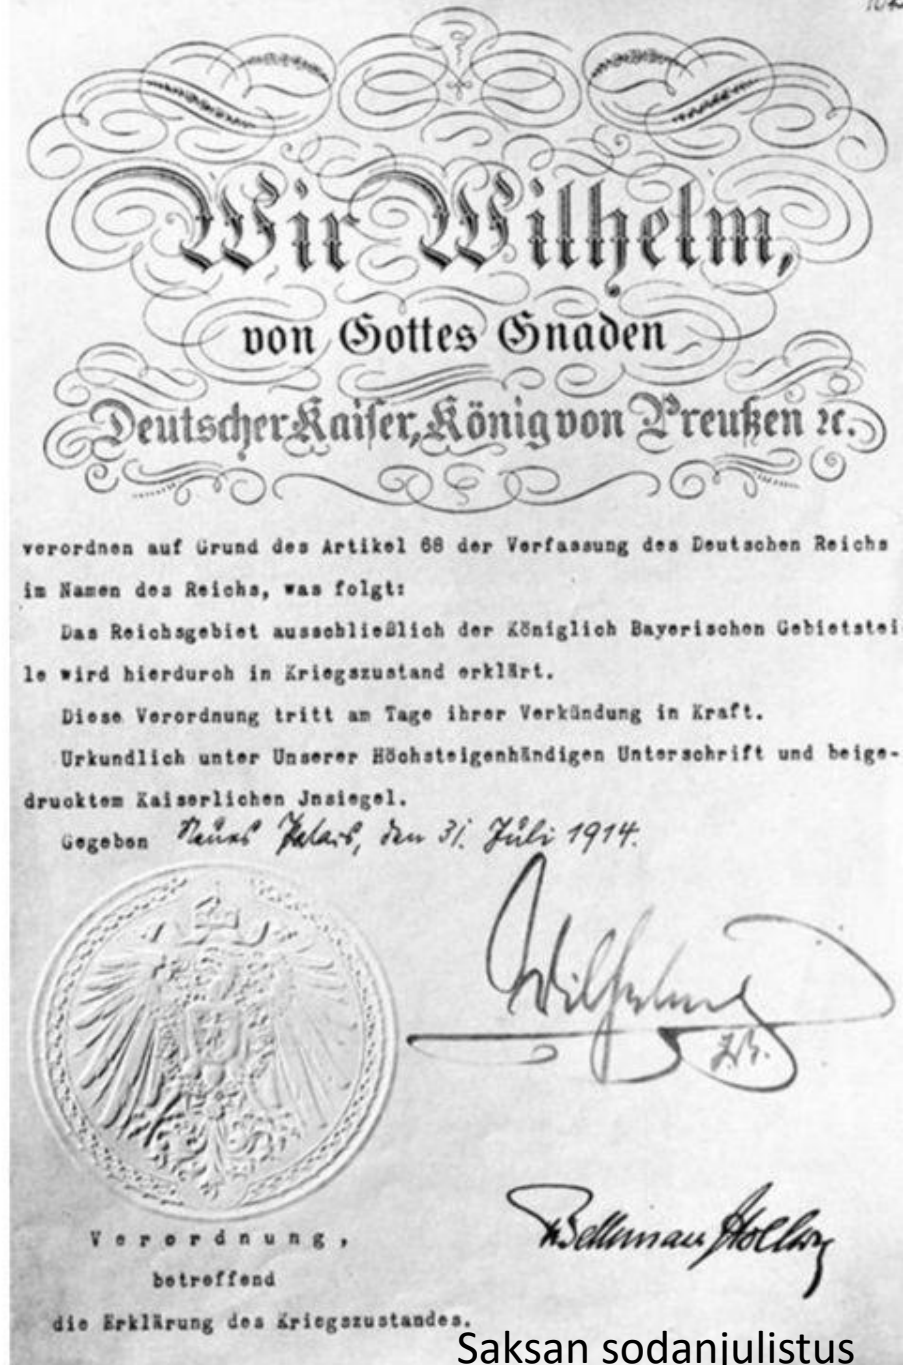 Wir Wilhelm,
von Gottes Gnaden
Deutscher Kaiser, König von Preußen ꝛc.
verordnen auf Grund des Artikel 68 der Verfassung des Deutschen Reichs
im Namen des Reichs, was folgt:
Das Reichsgebiet ausschließlich der Königlich Bayerischen Gebietstei-
le wird hierdurch in Kriegszustand erklärt.
Diese Verordnung tritt am Tage ihrer Verkündung in Kraft.
Urkundlich unter Unserer Höchsteigenhändigen Unterschrift und beige-
drucktem Kaiserlichen Jnsiegel.
Gegeben Neues Palais, den 31. Juli 1914.
Wilhelm
I.R.
v Bethmann Hollweg
Verordnung,
betreffend
die Erklärung des Kriegszustandes.
Saksan sodanjulistus